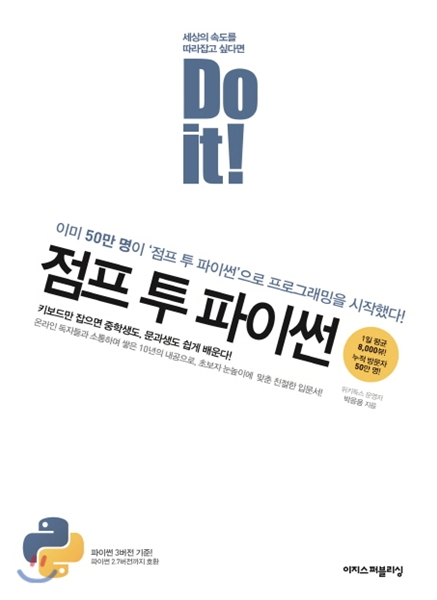 세상의 속도를
따라잡고 싶다면
Do
it!
이미 50만 명이 '점프 투 파이썬'으로 프로그래밍을 시작했다!
점프 투 파이썬
키보드만 잡으면 중학생도, 문과생도 쉽게 배운다!
온라인 독자들과 소통하며 쌓은 10년의 내공으로, 초보자 눈높이에 맞춘 친절한 입문서!
1일 평균
8,000뷰!
누적 방문자
50만 명!
위키독스 운영자
박응용 지음
파이썬 3버전 기준!
파이썬 2.7버전까지 호환
이지스퍼블리싱